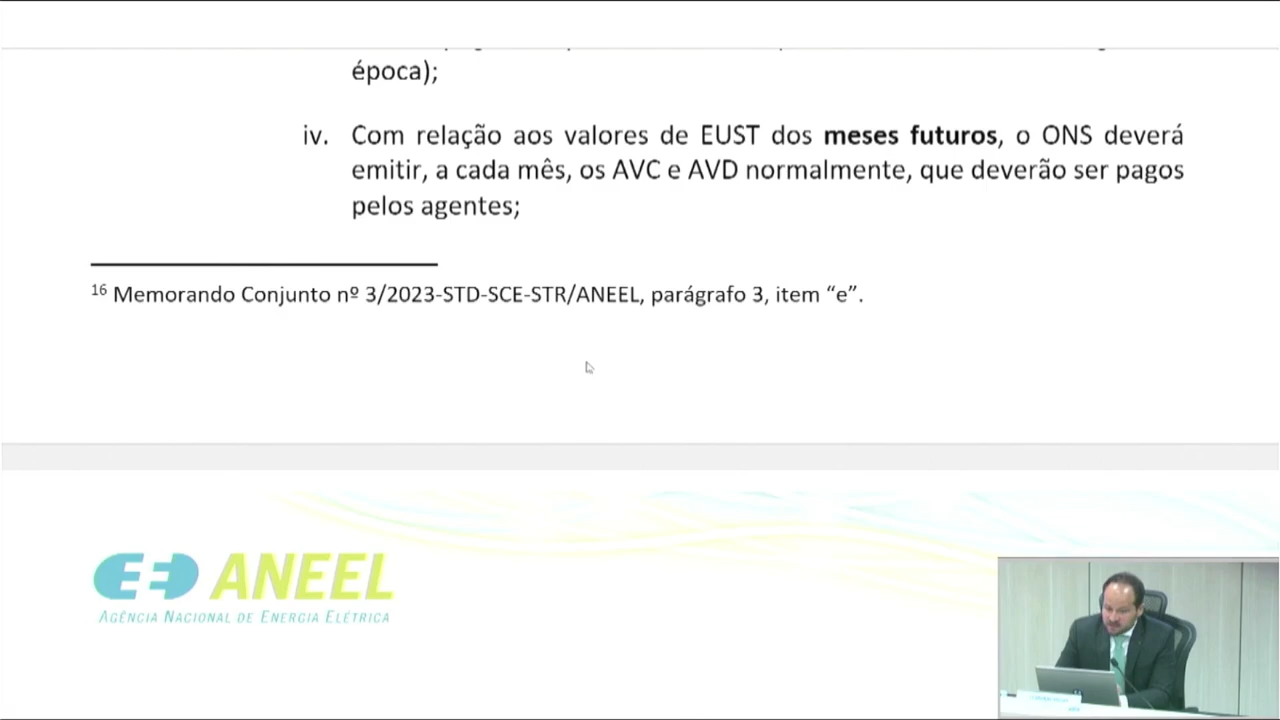 época);
iv. Com relação aos valores de EUST dos meses futuros, o ONS deverá
emitir, a cada mês, os AVC e AVD normalmente, que deverão ser pagos
pelos agentes;
16 Memorando Conjunto nº 3/2023-STD-SCE-STR/ANEEL, parágrafo 3, item “e”.
ANEEL
AGÊNCIA NACIONAL DE ENERGIA ELÉTRICA